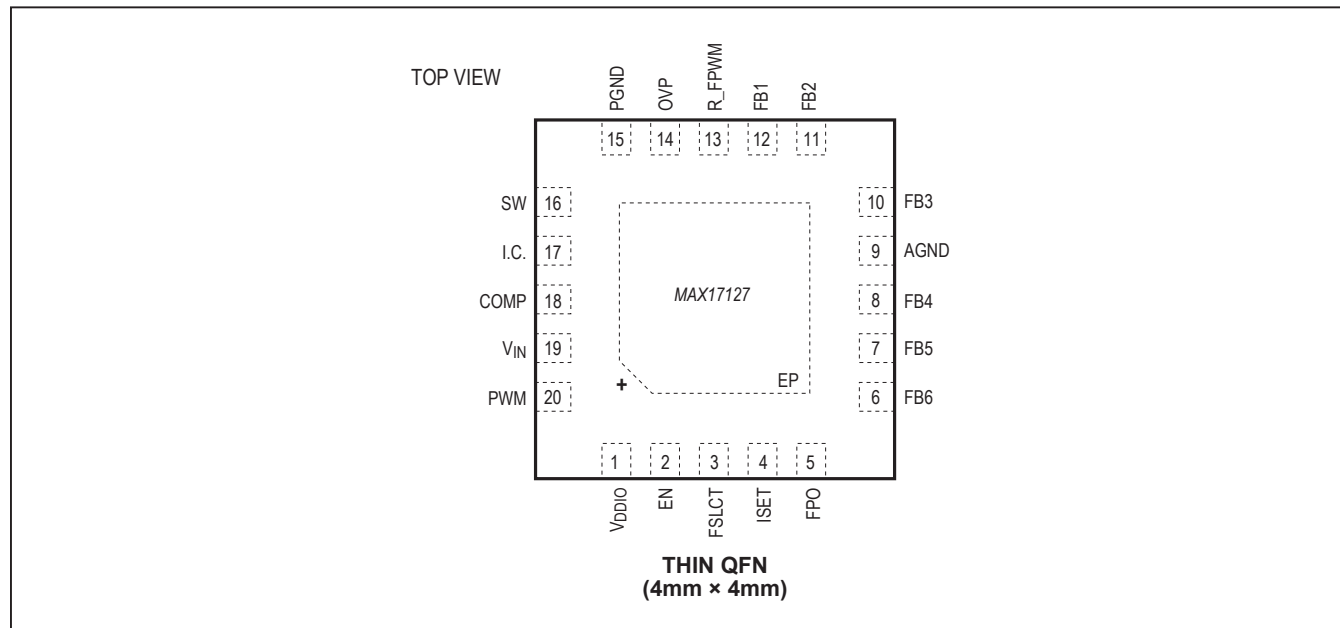 TOP VIEW
PGND
OVP
R_FPWM
FB1
FB2
15
14
13
12
11
SW 16
I.C. 17
COMP 18
VIN 19
PWM 20
10 FB3
9 AGND
8 FB4
7 FB5
6 FB6
MAX17127
EP
+
1
2
3
4
5
VDDIO
EN
FSLCT
ISET
FPO
THIN QFN
(4mm × 4mm)